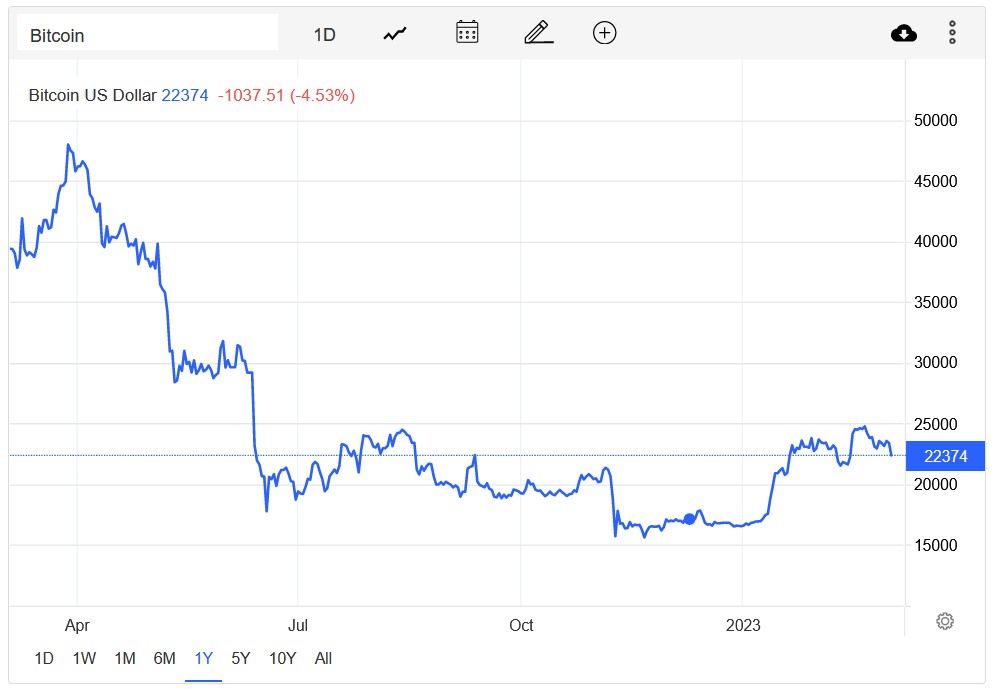 Bitcoin 1D
Bitcoin US Dollar 22374 -1037.51 (-4.53%)
50000
45000
40000
35000
30000
25000
22374
20000
15000
Apr Jul Oct 2023
1D 1W 1M 6M 1Y 5Y 10Y All